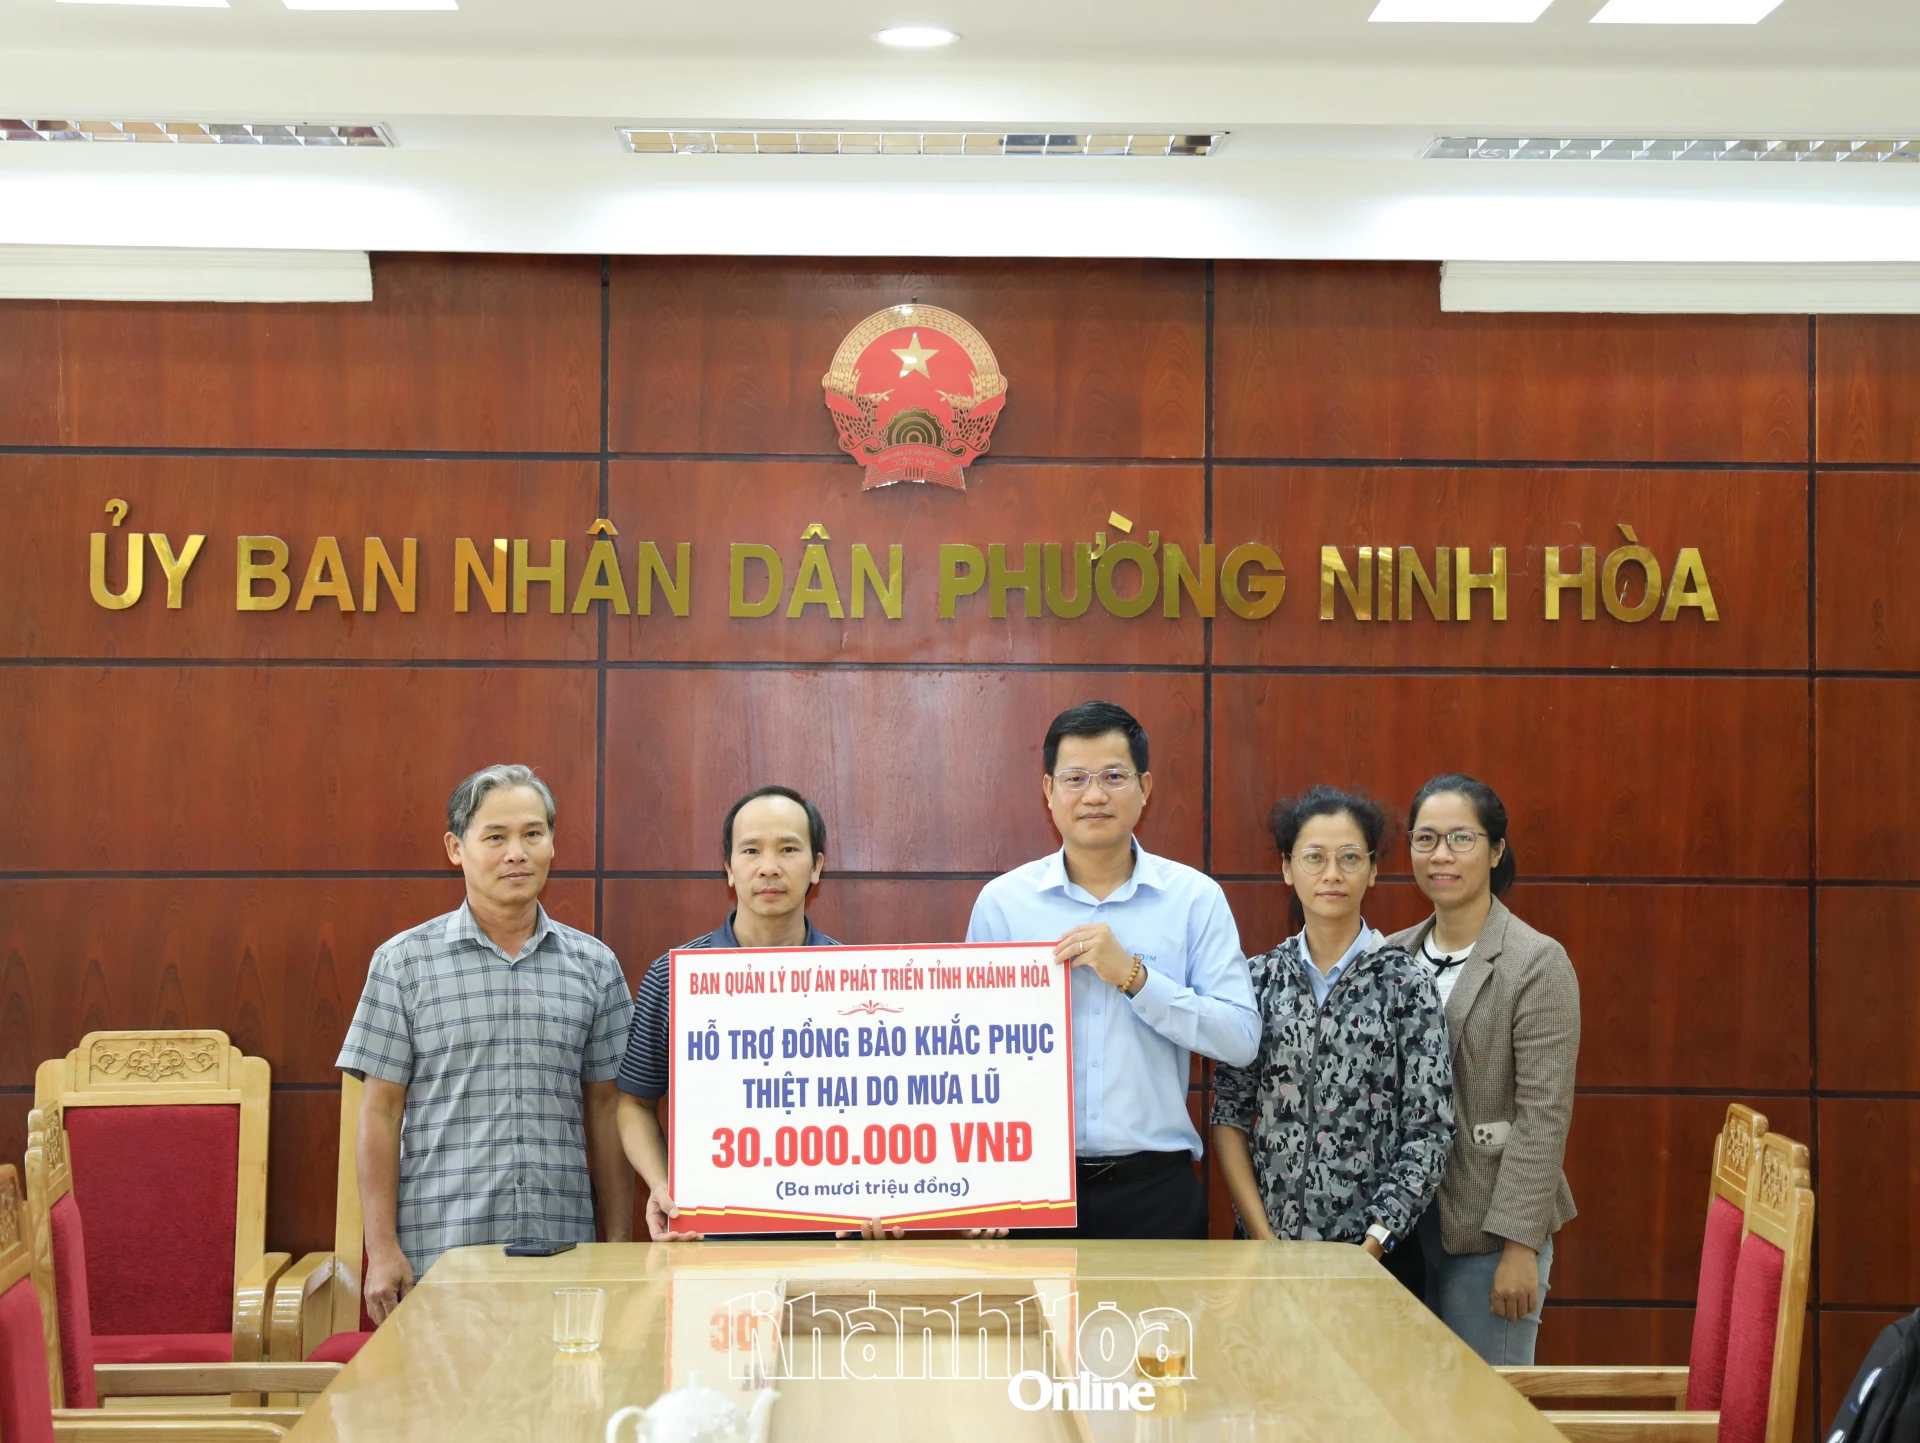 VIỆT NAM
ỦY BAN NHÂN DÂN PHƯỜNG NINH HÒA
BAN QUẢN LÝ DỰ ÁN PHÁT TRIỂN TỈNH KHÁNH HÒA
HỖ TRỢ ĐỒNG BÀO KHẮC PHỤC
THIỆT HẠI DO MƯA LŨ
30.000.000 VNĐ
(Ba mươi triệu đồng)
Khánh Hòa
Online